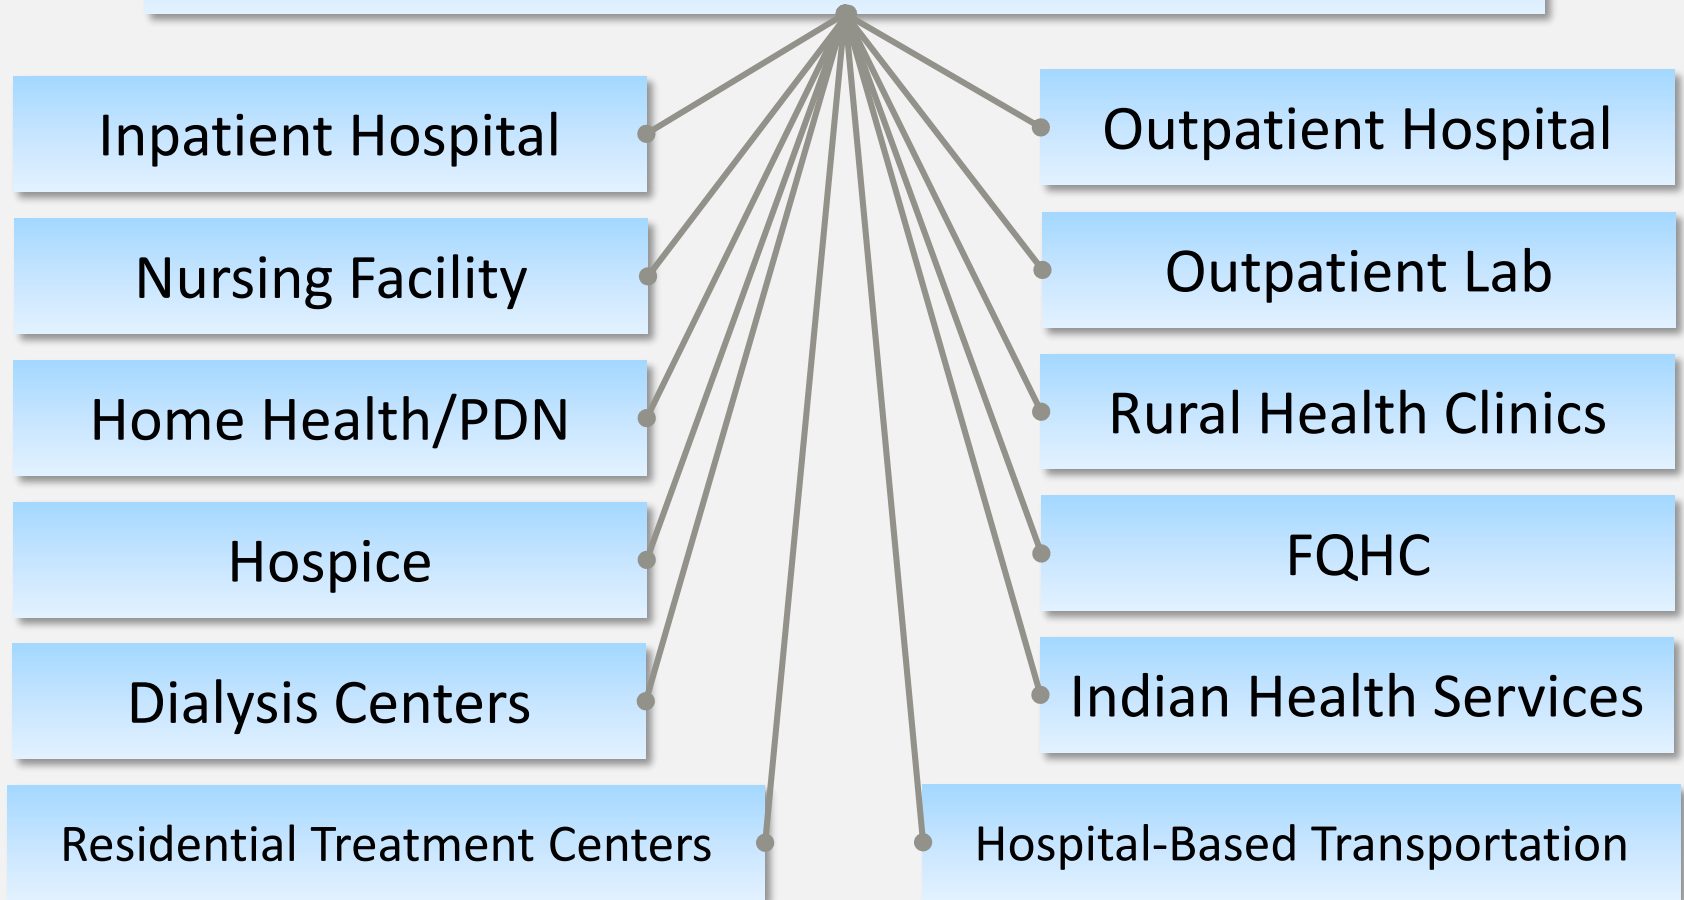 Inpatient Hospital
Outpatient Hospital
Nursing Facility
Outpatient Lab
Home Health/PDN
Rural Health Clinics
Hospice
FQHC
Dialysis Centers
Indian Health Services
Residential Treatment Centers
Hospital-Based Transportation